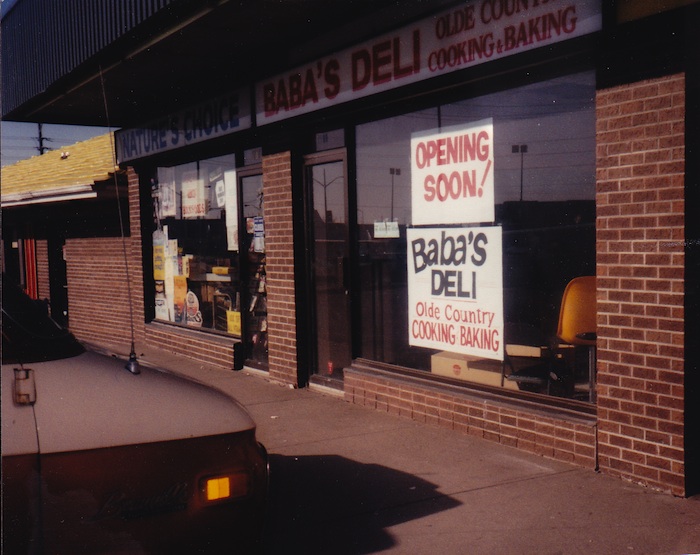 NATURE'S CHOICE
BABA'S DELI
OLDE COUNTRY
COOKING & BAKING
OPENING
SOON!
Baba's
DELI
Olde Country
COOKING BAKING